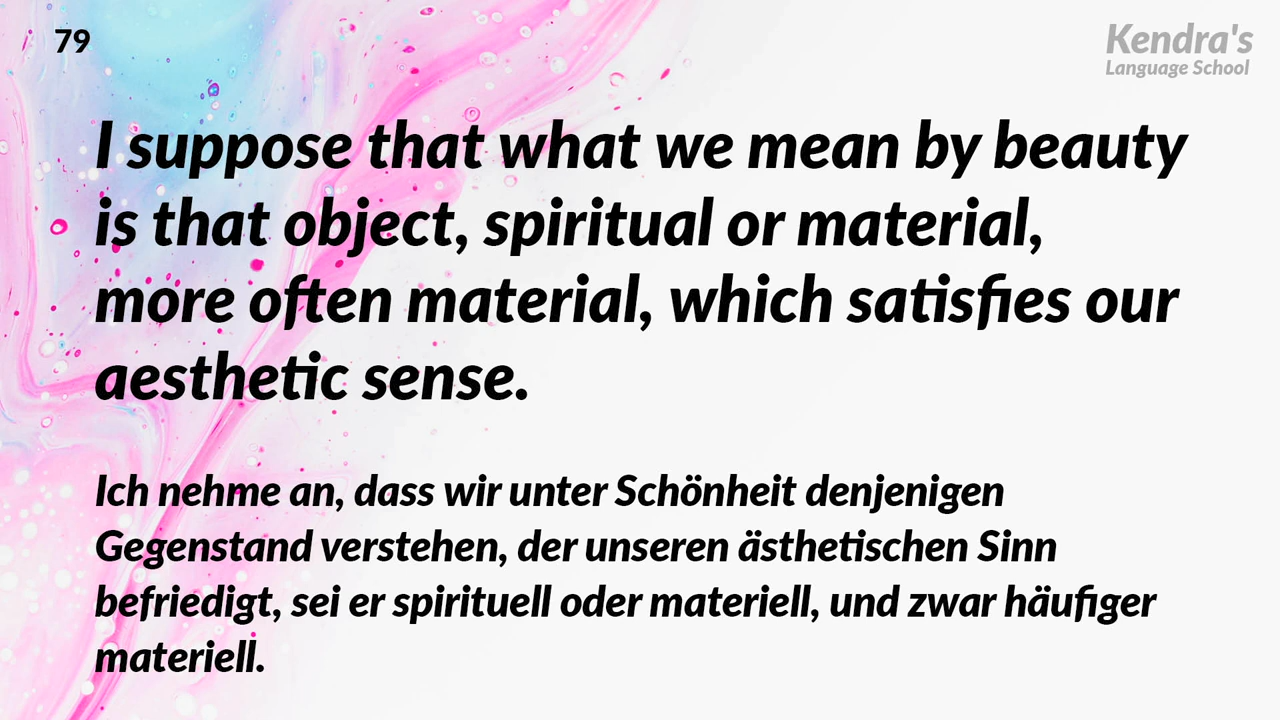 79
Kendra's
Language School
I suppose that what we mean by beauty
is that object, spiritual or material,
more often material, which satisfies our
aesthetic sense.
Ich nehme an, dass wir unter Schönheit denjenigen
Gegenstand verstehen, der unseren ästhetischen Sinn
befriedigt, sei er spirituell oder materiell, und zwar häufiger
materiell.